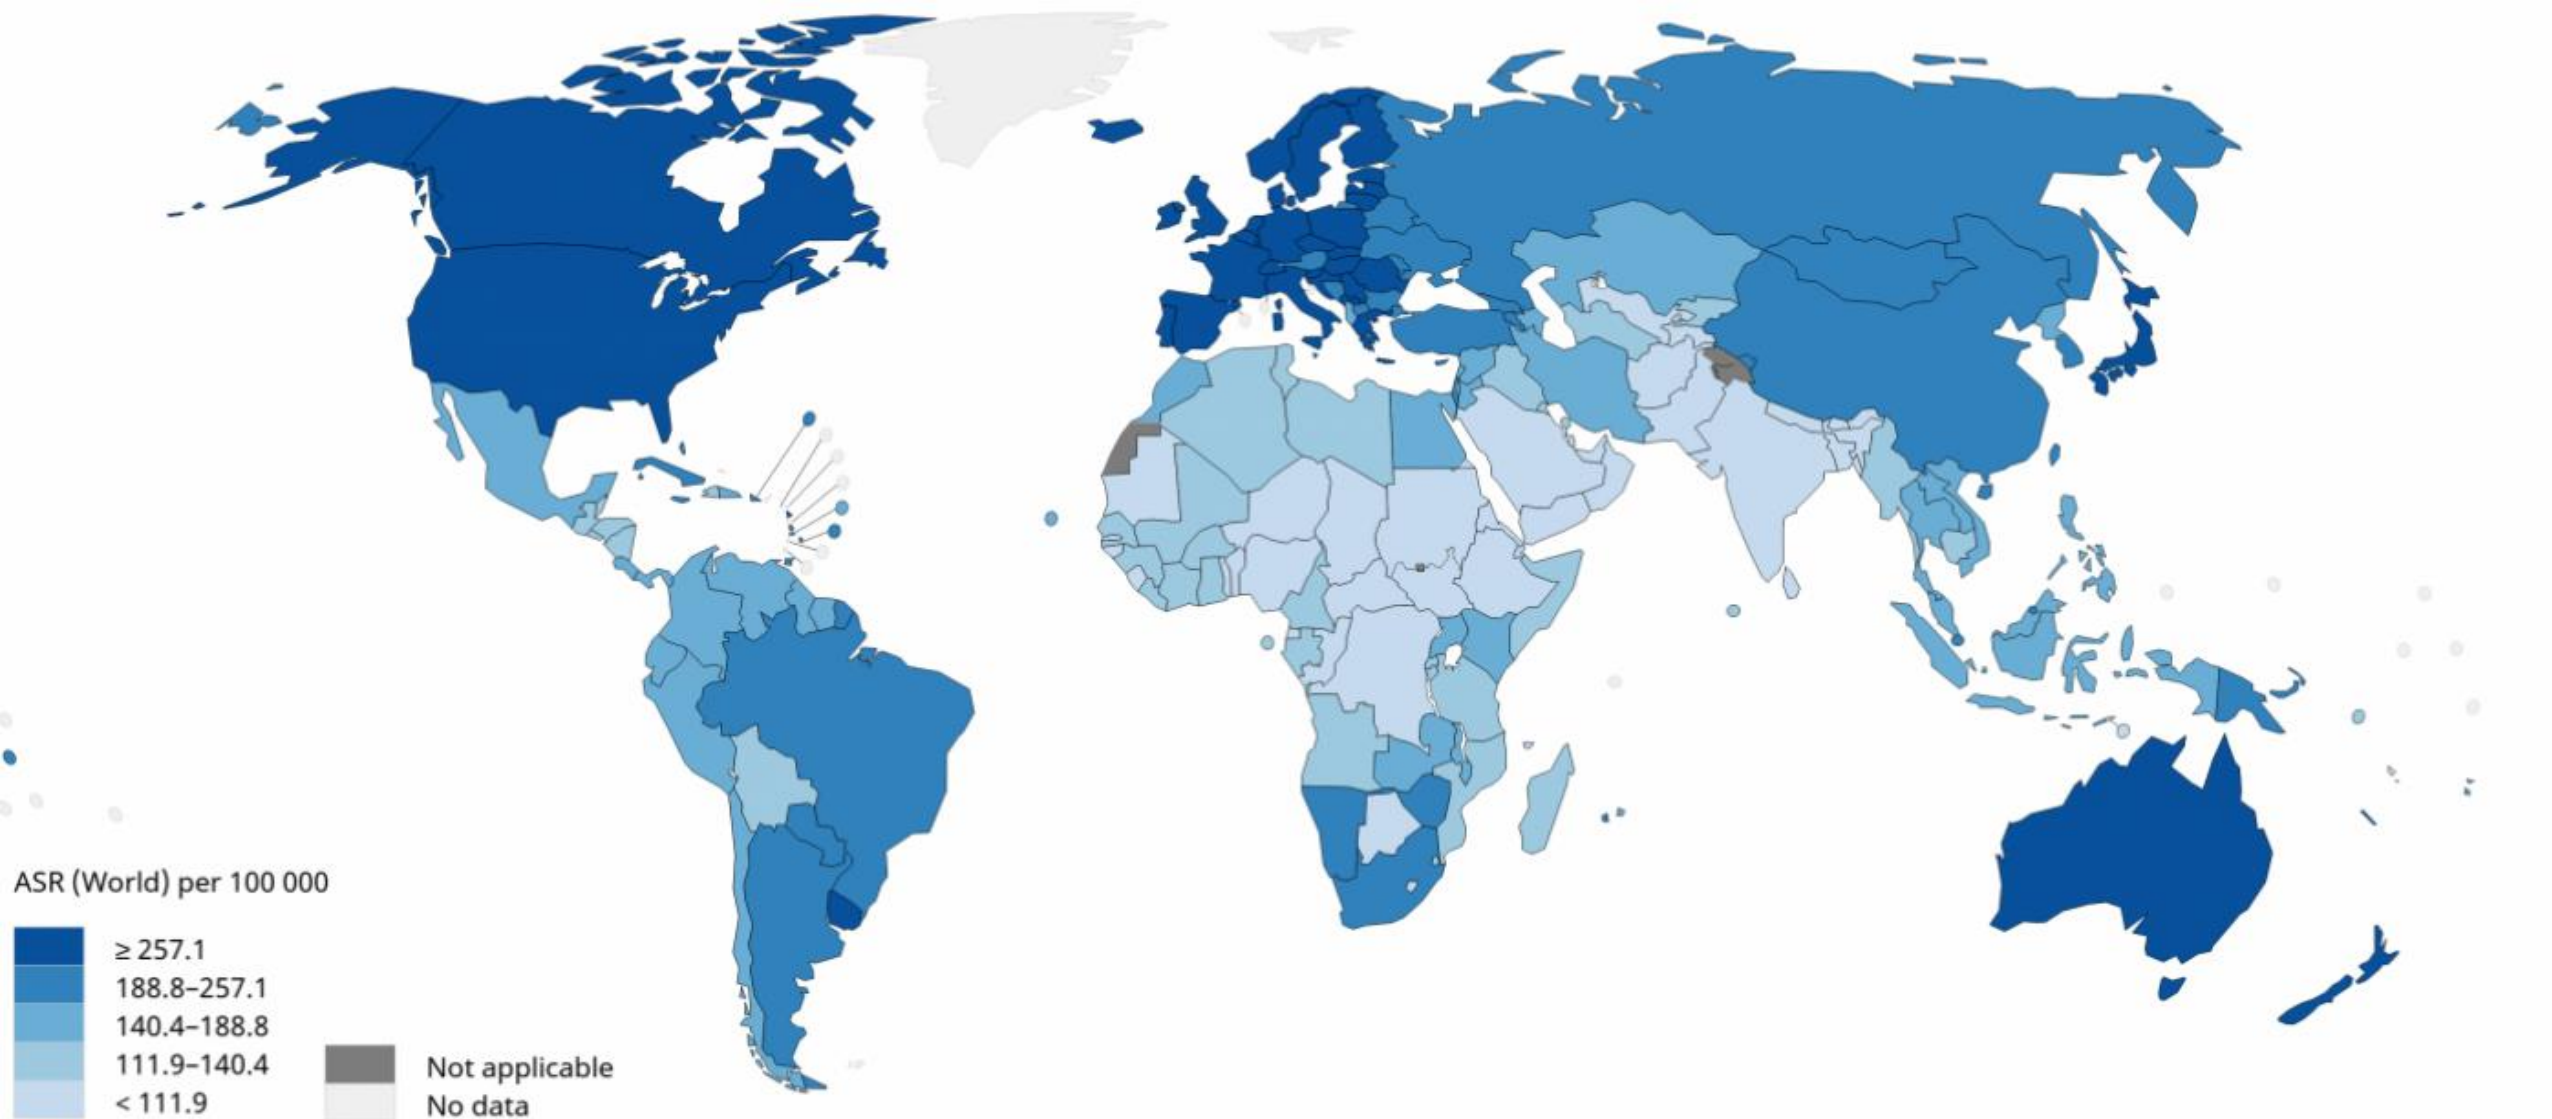 ASR (World) per 100 000
≥ 257.1
188.8–257.1
140.4–188.8
111.9–140.4
< 111.9
Not applicable
No data